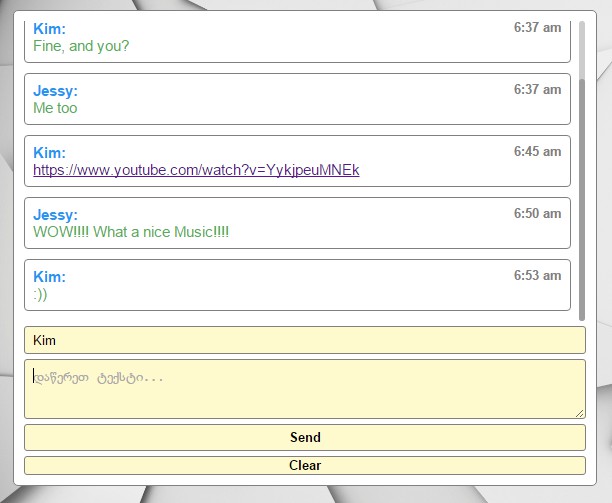 Kim: 6:37 am
Fine, and you?
Jessy: 6:37 am
Me too
Kim: 6:45 am
https://www.youtube.com/watch?v=YykjpeuMNEk
Jessy: 6:50 am
WOW!!!! What a nice Music!!!!
Kim: 6:53 am
:))
Kim
დაწერეთ ტექსტი...
Send
Clear